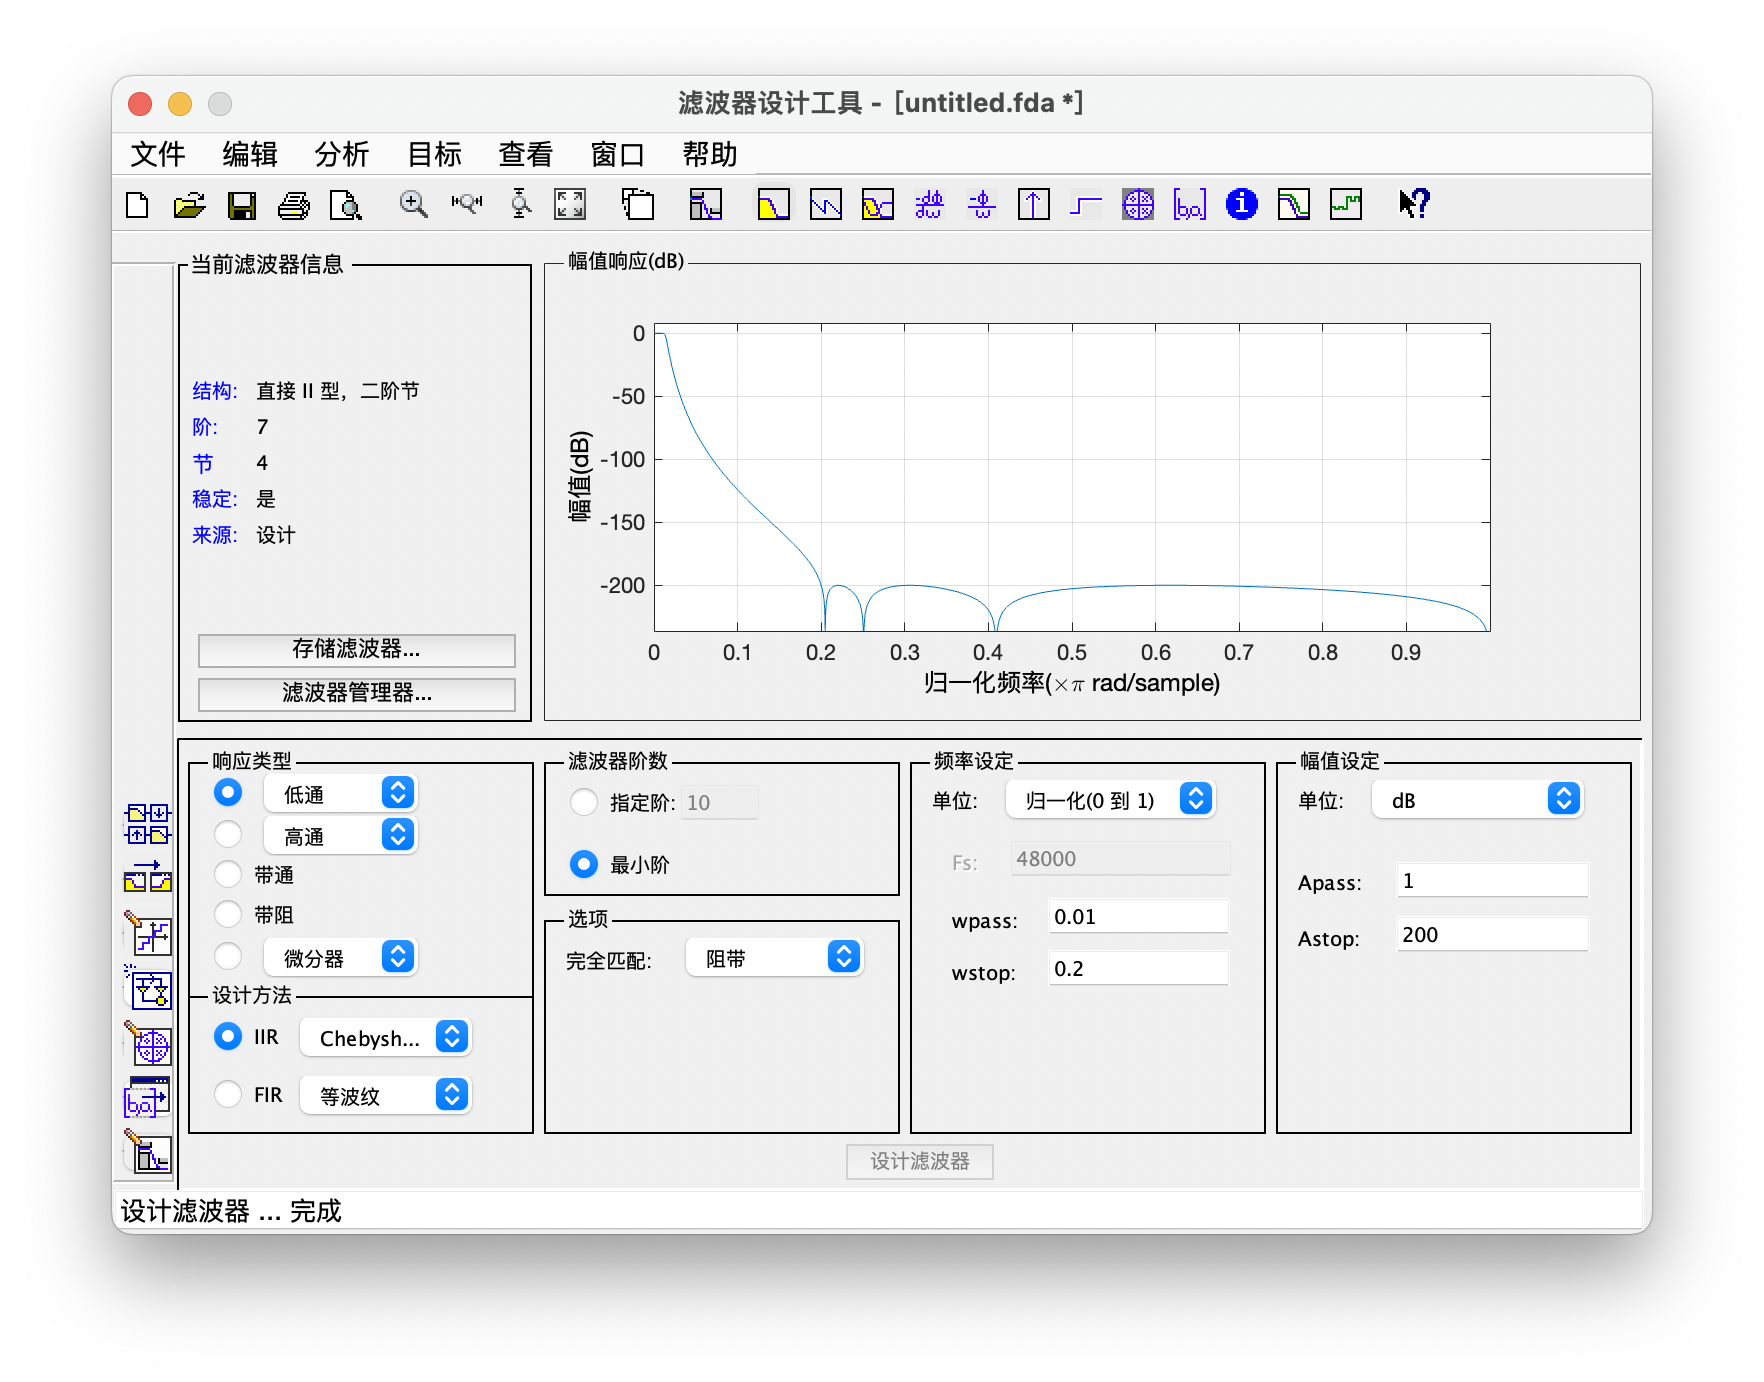 滤波器设计工具 - [untitled.fda *]
文件 编辑 分析 目标 查看 窗口 帮助
当前滤波器信息
结构: 直接 II 型，二阶节
阶: 7
节 4
稳定: 是
来源: 设计
存储滤波器...
滤波器管理器...
幅值响应(dB)
幅值(dB)
0
-50
-100
-150
-200
0 0.1 0.2 0.3 0.4 0.5 0.6 0.7 0.8 0.9
归一化频率(×π rad/sample)
响应类型
低通
高通
带通
带阻
微分器
设计方法
IIR Chebysh...
FIR 等波纹
滤波器阶数
指定阶: 10
最小阶
选项
完全匹配: 阻带
频率设定
单位: 归一化(0 到 1)
Fs: 48000
wpass: 0.01
wstop: 0.2
幅值设定
单位: dB
Apass: 1
Astop: 200
设计滤波器
设计滤波器 ... 完成